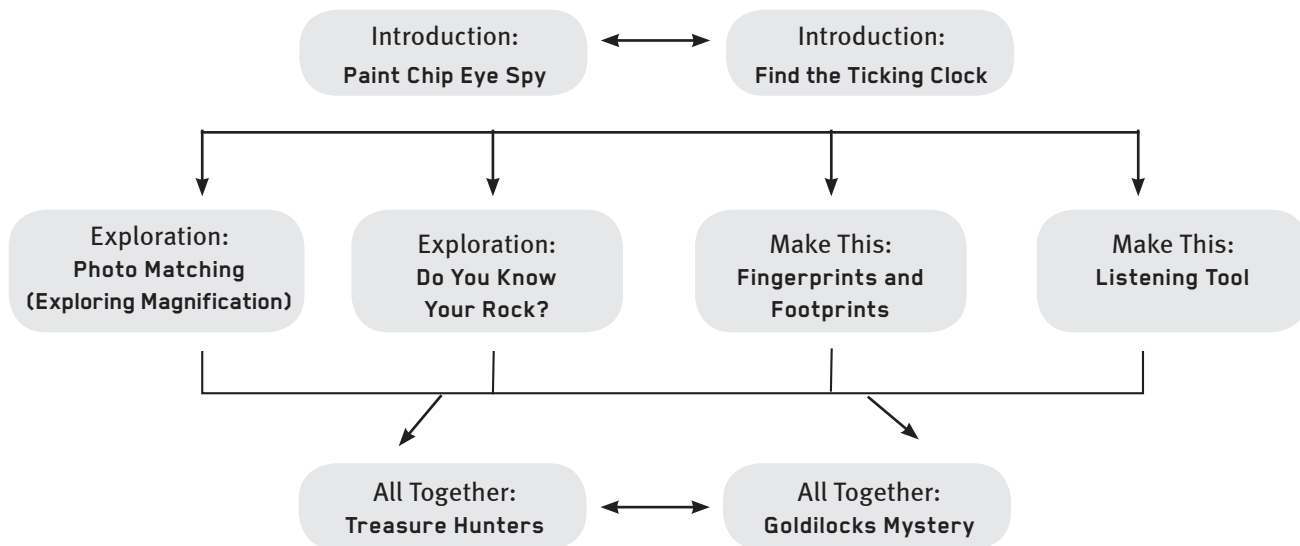 Introduction:
Paint Chip Eye Spy
Introduction:
Find the Ticking Clock
Exploration:
Photo Matching
(Exploring Magnification)
Exploration:
Do You Know
Your Rock?
Make This:
Fingerprints and
Footprints
Make This:
Listening Tool
All Together:
Treasure Hunters
All Together:
Goldilocks Mystery